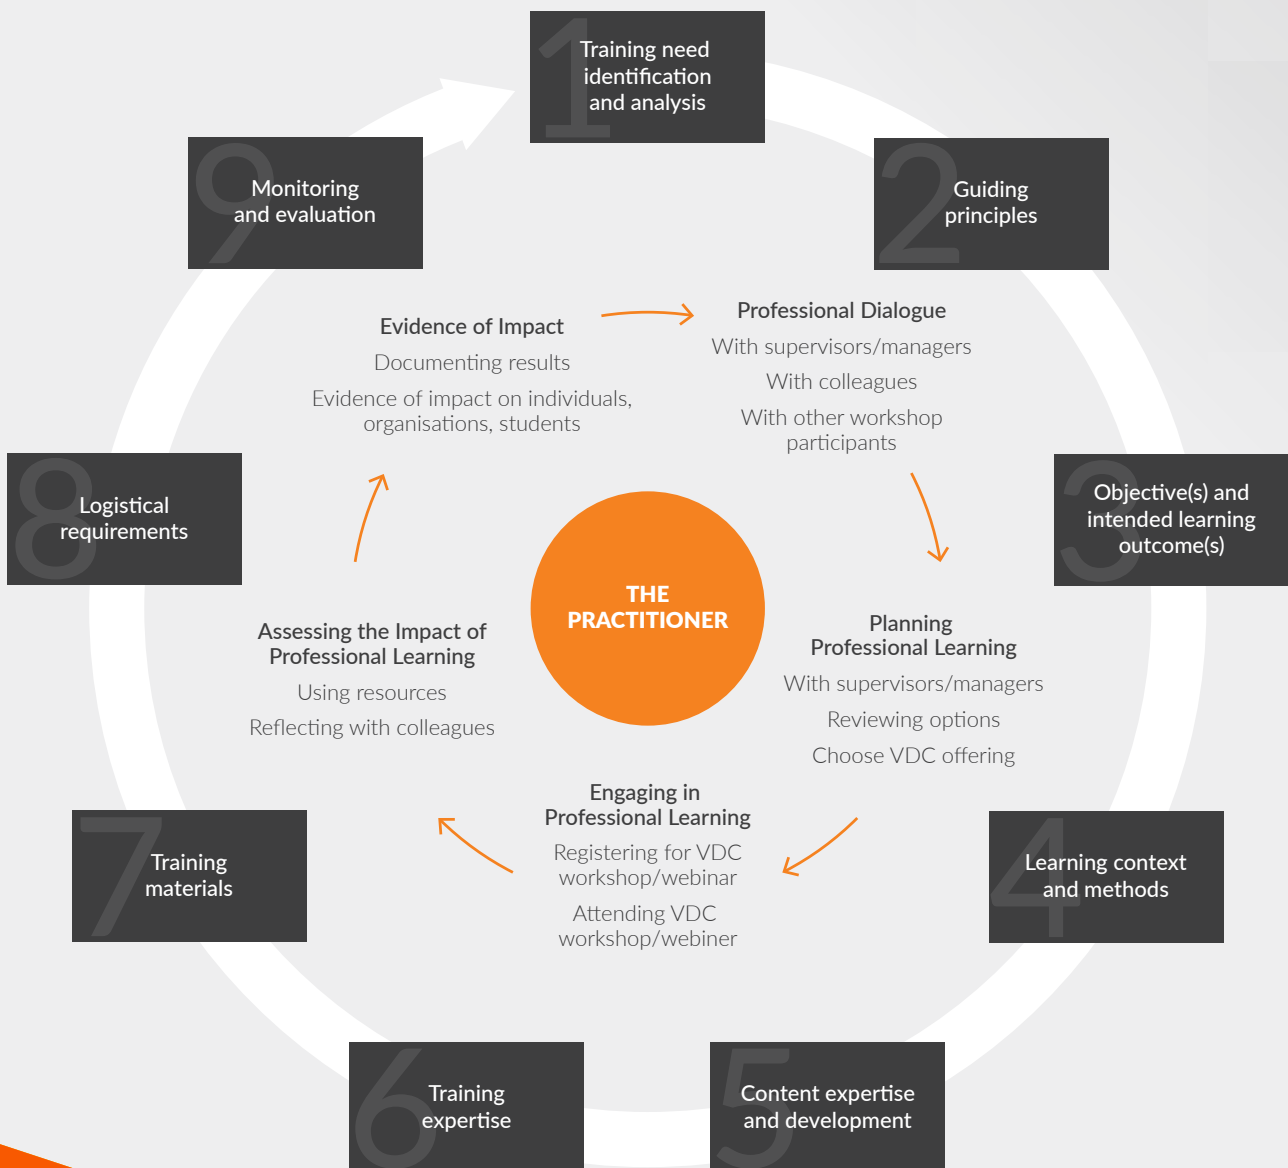 1
Training need
identification
and analysis
2
Guiding
principles
3
Objective(s) and
intended learning
outcome(s)
4
Learning context
and methods
5
Content expertise
and development
6
Training
expertise
7
Training
materials
8
Logistical
requirements
9
Monitoring
and evaluation
Professional Dialogue
With supervisors/managers
With colleagues
With other workshop
participants
Planning
Professional Learning
With supervisors/managers
Reviewing options
Choose VDC offering
Engaging in
Professional Learning
Registering for VDC
workshop/webinar
Attending VDC
workshop/webiner
Assessing the Impact of
Professional Learning
Using resources
Reflecting with colleagues
Evidence of Impact
Documenting results
Evidence of impact on individuals,
organisations, students
THE
PRACTITIONER